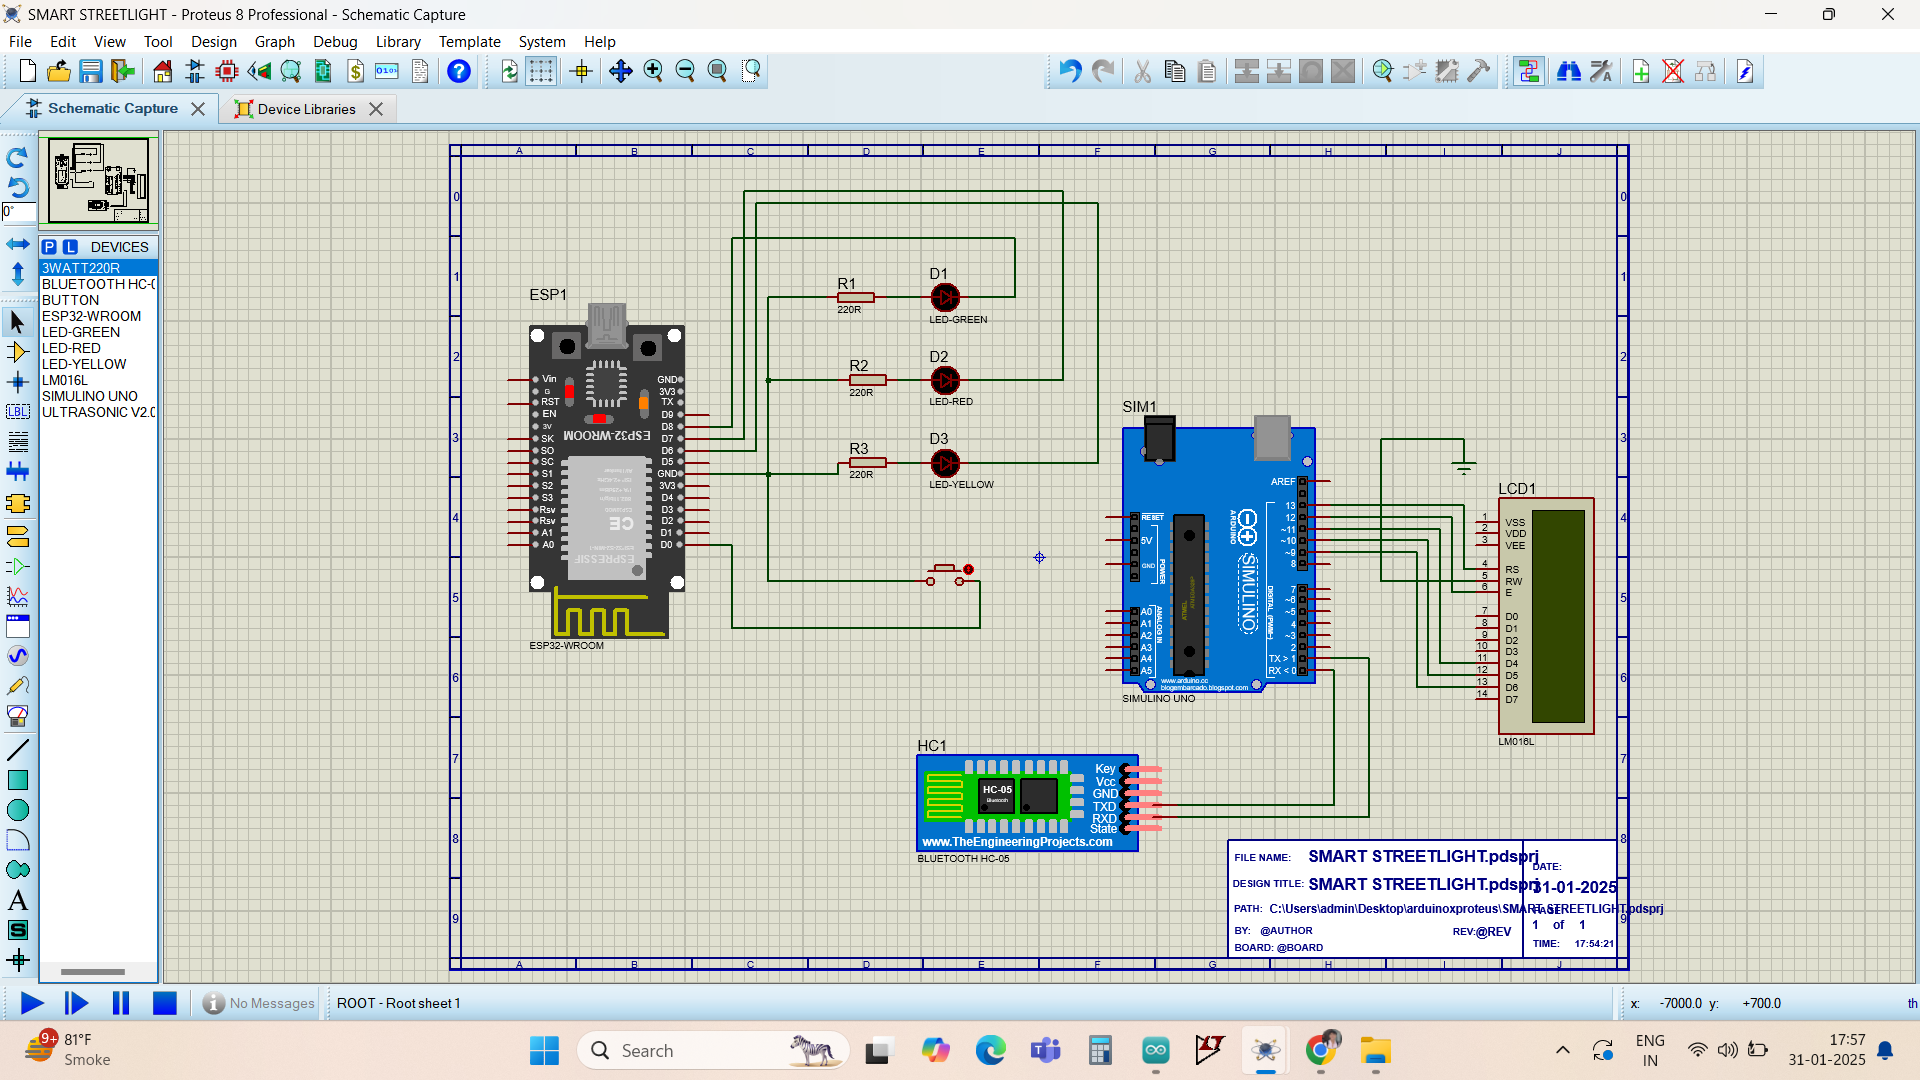 SMART STREETLIGHT - Proteus 8 Professional - Schematic Capture
File Edit View Tool Design Graph Debug Library Template System Help
Schematic Capture
Device Libraries
0°
P L DEVICES
3WATT220R
BLUETOOTH HC-0
BUTTON
ESP32-WROOM
LED-GREEN
LED-RED
LED-YELLOW
LM016L
SIMULINO UNO
ULTRASONIC V2.0
A B C D E F G H I J
0 1 2 3 4 5 6 7 8 9
ESP1
Vin
G
RST
EN
3V
SK
SO
SC
S1
S2
S3
Rsv
Rsv
A1
A0
GND
3V3
TX
D9
D8
D7
D6
D5
GND
3V3
D4
D3
D2
D1
D0
ESP32-WROOM
CE
ESPRESSIF
ESP32-WROOM
R1
220R
D1
LED-GREEN
R2
220R
D2
LED-RED
R3
220R
D3
LED-YELLOW
SIM1
RESET
5V
GND
POWER
A0
A1
A2
A3
A4
A5
ANALOG IN
ATMEL
ARDUINO
SIMULINO
DIGITAL (PWM~)
AREF
13
12
~11
~10
~9
8
7
~6
~5
4
~3
2
TX > 1
RX < 0
www.arduino.cc
blogembarcado.blogspot.com
SIMULINO UNO
LCD1
1 VSS
2 VDD
3 VEE
4 RS
5 RW
6 E
7 D0
8 D1
9 D2
10 D3
11 D4
12 D5
13 D6
14 D7
LM016L
HC1
HC-05
Bluetooth
Key
Vcc
GND
TXD
RXD
State
www.TheEngineeringProjects.com
BLUETOOTH HC-05
FILE NAME: SMART STREETLIGHT.pdsprj
DESIGN TITLE: SMART STREETLIGHT.pdsprj
PATH: C:\Users\admin\Desktop\arduinoxproteus\SMART STREETLIGHT.pdsprj
BY: @AUTHOR
REV:@REV
BOARD: @BOARD
DATE:
31-01-2025
PAGE:
1 of 1
TIME: 17:54:21
A B C D E F G H I J
No Messages
ROOT - Root sheet 1
x: -7000.0 y: +700.0 th
9+
81°F
Smoke
Search
ENG
IN
17:57
31-01-2025